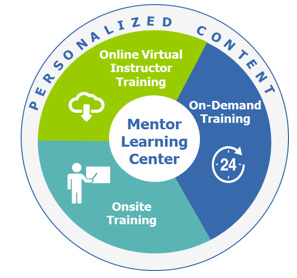 PERSONALIZED CONTENT
Online Virtual
Instructor
Training
On-Demand
Training
24
Mentor
Learning
Center
Onsite
Training